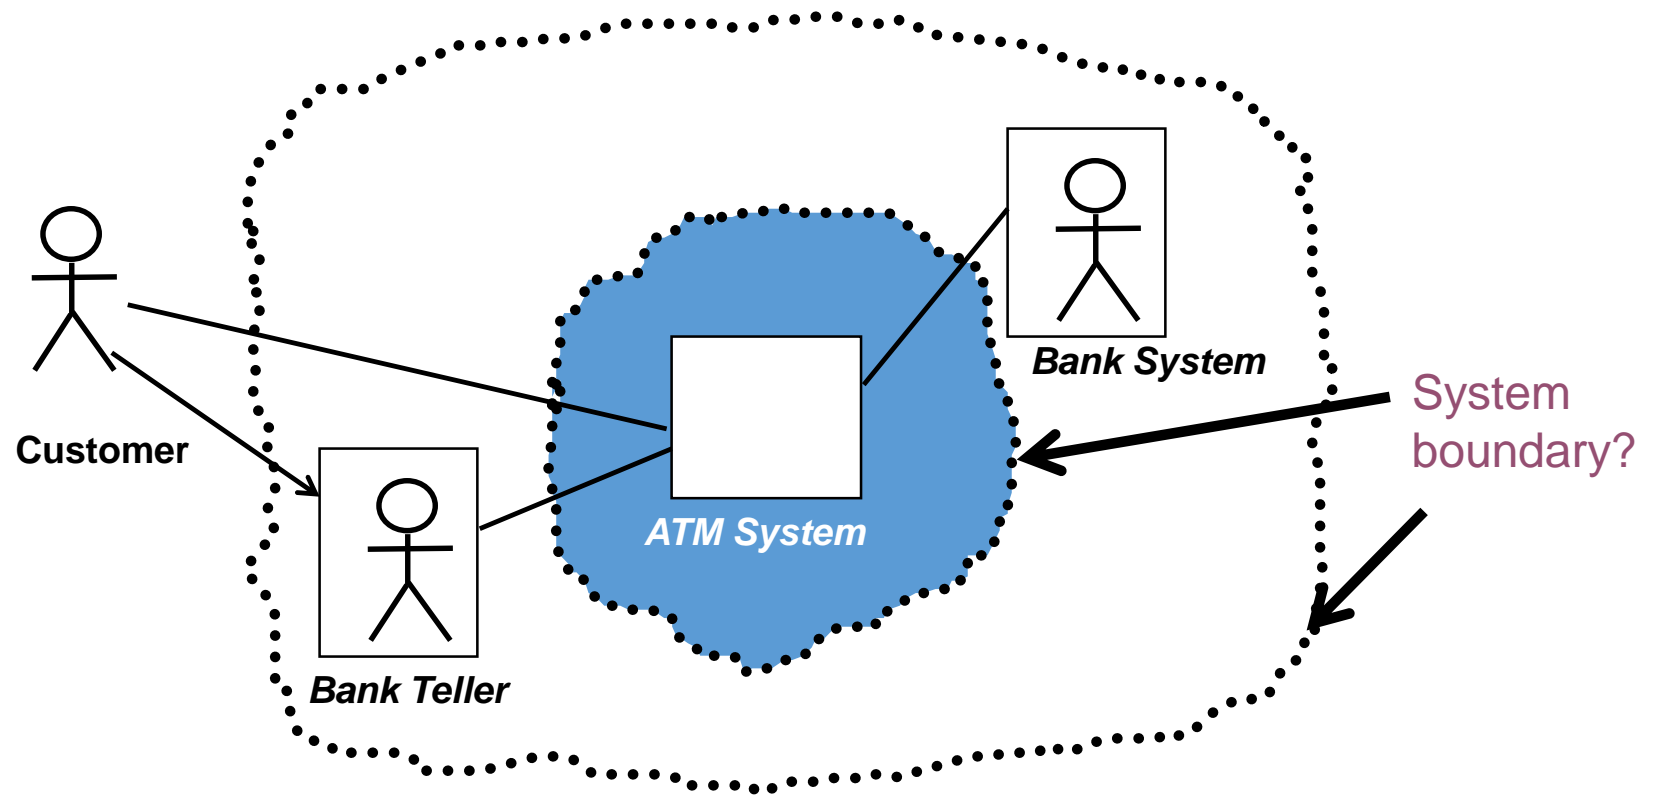 Bank System
System
boundary?
Customer
ATM System
Bank Teller